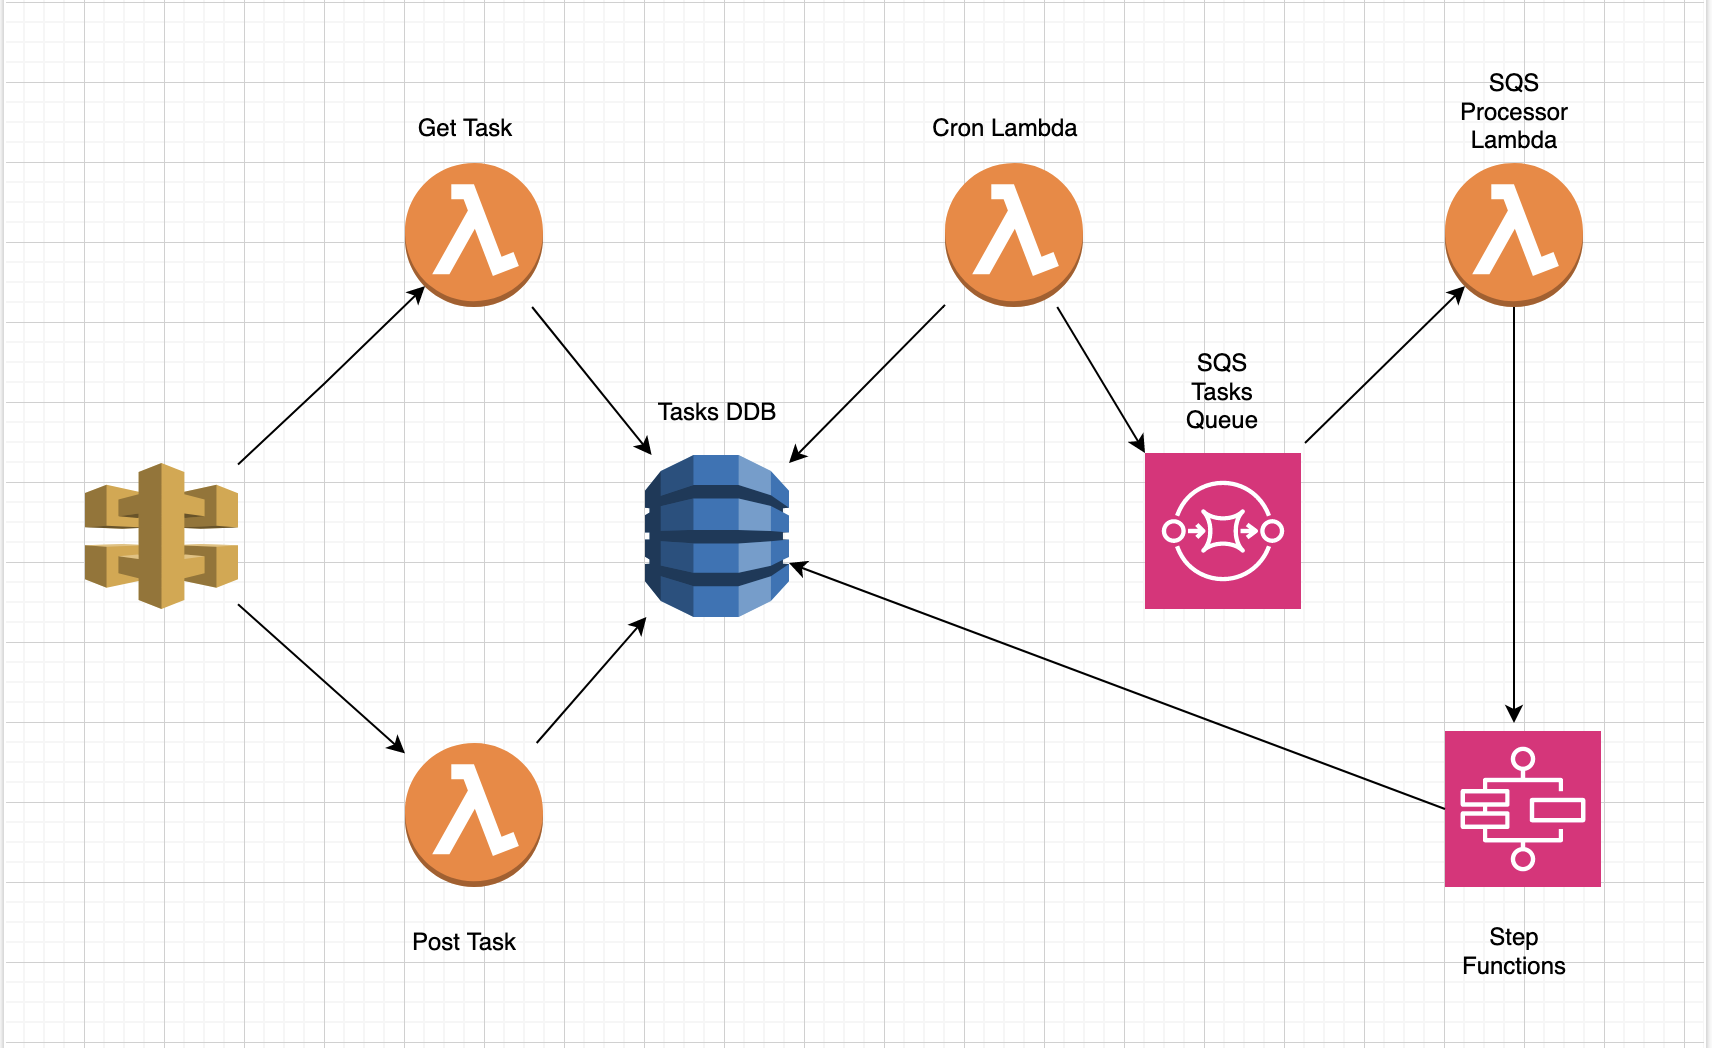 Get Task
Cron Lambda
SQS
Processor
Lambda
Tasks DDB
SQS
Tasks
Queue
Post Task
Step
Functions